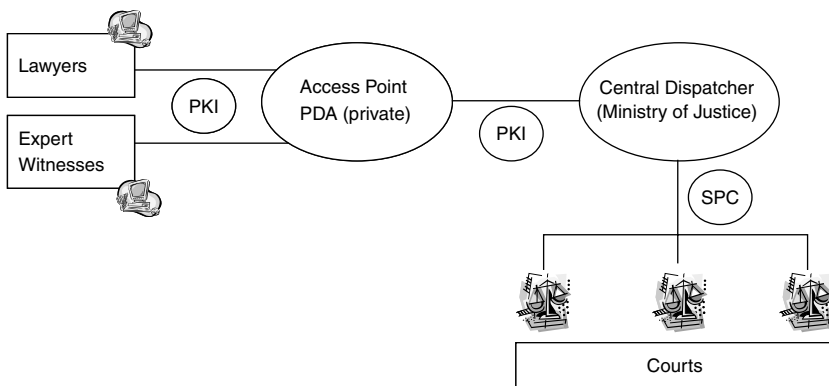 Lawyers
Expert
Witnesses
PKI
Access Point
PDA (private)
PKI
Central Dispatcher
(Ministry of Justice)
SPC
Courts